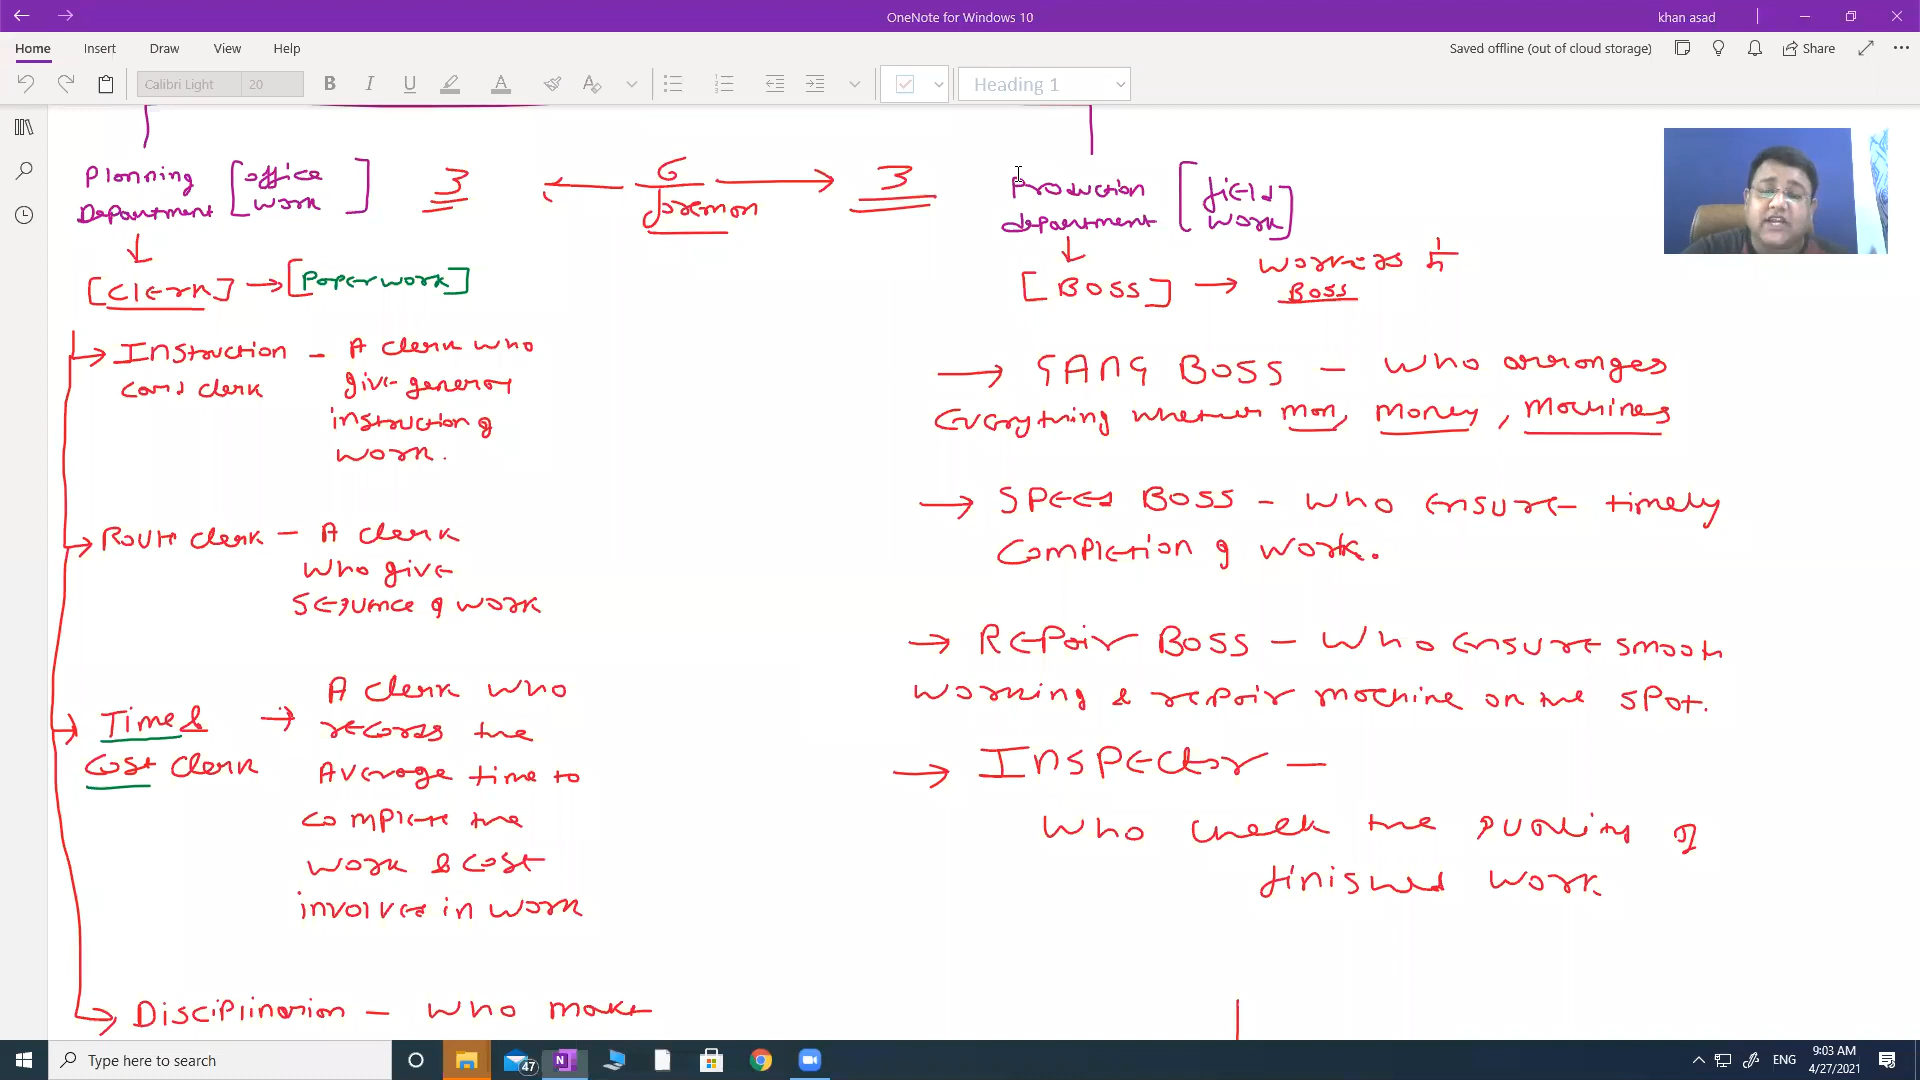 OneNote for Windows 10
khan asad
Home
Insert
Draw
View
Help
Saved offline (out of cloud storage)
Share
Calibri Light
20
B
I
U
A
Heading 1
Planning
Department
[office
work]
3
6
foreman
3
Production
department
[field
work]
[Clerk] → [Paperwork]
[BOSS] → workers
Boss
→ Instruction - A clerk who
card clerk give general
instruction of
work.
→ GANG BOSS - who arranges
Everything whether man, money, machines
→ SPEED BOSS - who ensure timely
completion of work.
→ Route clerk - A clerk
who give
sequence of work
→ REPair BOSS - who ensure smooth
working & repair machine on the spot.
→ Time & → A clerk who
Cost clerk records the
Average time to
complete the
work & cost
involved in work
→ Inspector -
who check the quality of
finished work
→ Disciplinarian - who make
Type here to search
47
ENG
9:03 AM
4/27/2021